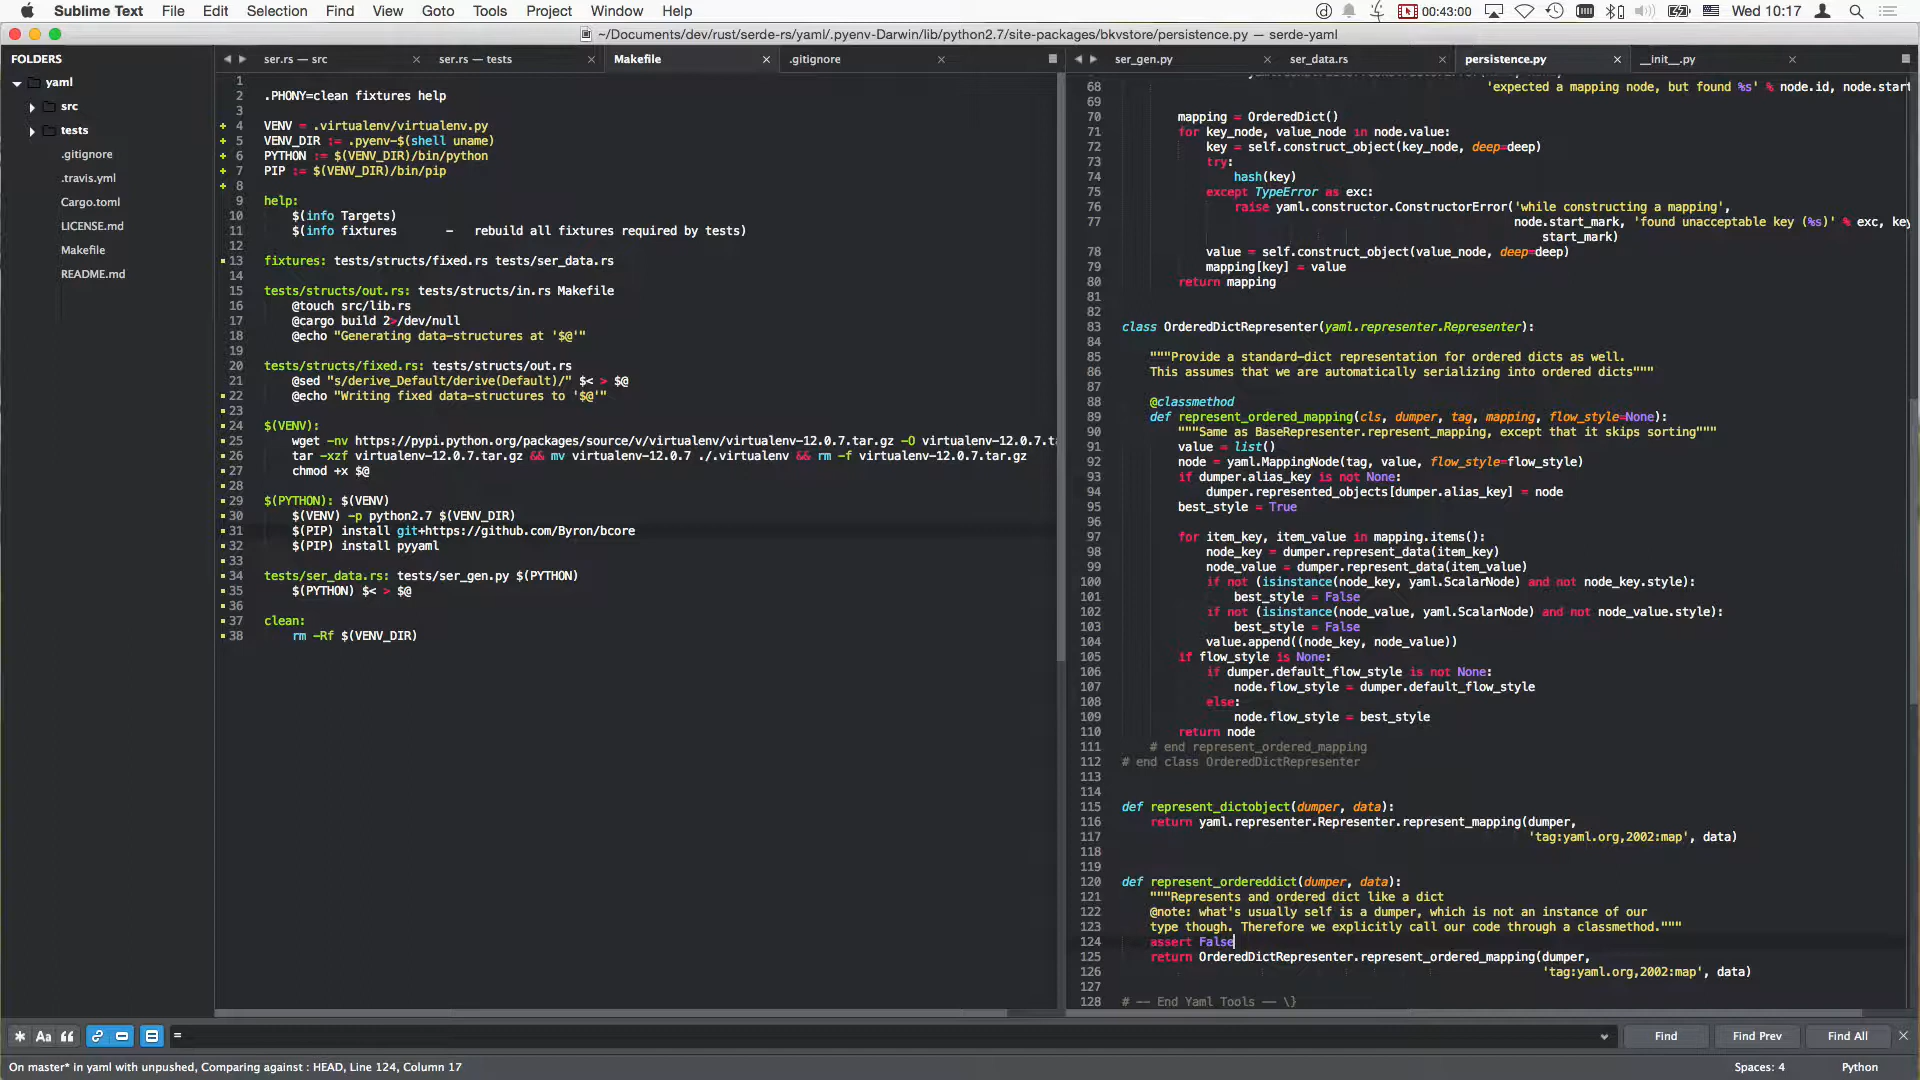 Sublime Text File Edit Selection Find View Goto Tools Project Window Help 00:43:00 Wed 10:17
~/Documents/dev/rust/serde-rs/yaml/.pyenv-Darwin/lib/python2.7/site-packages/bkvstore/persistence.py — serde-yaml
FOLDERS
yaml
src
tests
.gitignore
.travis.yml
Cargo.toml
LICENSE.md
Makefile
README.md
ser.rs — src ser.rs — tests Makefile .gitignore
1
2 .PHONY=clean fixtures help
3
4 VENV = .virtualenv/virtualenv.py
5 VENV_DIR := .pyenv-$(shell uname)
6 PYTHON := $(VENV_DIR)/bin/python
7 PIP := $(VENV_DIR)/bin/pip
8
9 help:
10 $(info Targets)
11 $(info fixtures - rebuild all fixtures required by tests)
12
13 fixtures: tests/structs/fixed.rs tests/ser_data.rs
14
15 tests/structs/out.rs: tests/structs/in.rs Makefile
16 @touch src/lib.rs
17 @cargo build 2>/dev/null
18 @echo "Generating data-structures at '$@'"
19
20 tests/structs/fixed.rs: tests/structs/out.rs
21 @sed "s/derive_Default/derive(Default)/" $< > $@
22 @echo "Writing fixed data-structures to '$@'"
23
24 $(VENV):
25 wget -nv https://pypi.python.org/packages/source/v/virtualenv/virtualenv-12.0.7.tar.gz -O virtualenv-12.0.7.t
26 tar -xzf virtualenv-12.0.7.tar.gz && mv virtualenv-12.0.7 ./.virtualenv && rm -f virtualenv-12.0.7.tar.gz
27 chmod +x $@
28
29 $(PYTHON): $(VENV)
30 $(VENV) -p python2.7 $(VENV_DIR)
31 $(PIP) install git+https://github.com/Byron/bcore
32 $(PIP) install pyyaml
33
34 tests/ser_data.rs: tests/ser_gen.py $(PYTHON)
35 $(PYTHON) $< > $@
36
37 clean:
38 rm -Rf $(VENV_DIR)
ser_gen.py ser_data.rs persistence.py __init__.py
68 'expected a mapping node, but found %s' % node.id, node.start
69
70 mapping = OrderedDict()
71 for key_node, value_node in node.value:
72 key = self.construct_object(key_node, deep=deep)
73 try:
74 hash(key)
75 except TypeError as exc:
76 raise yaml.constructor.ConstructorError('while constructing a mapping',
77 node.start_mark, 'found unacceptable key (%s)' % exc, key
start_mark)
78 value = self.construct_object(value_node, deep=deep)
79 mapping[key] = value
80 return mapping
81
82
83 class OrderedDictRepresenter(yaml.representer.Representer):
84
85 """Provide a standard-dict representation for ordered dicts as well.
86 This assumes that we are automatically serializing into ordered dicts"""
87
88 @classmethod
89 def represent_ordered_mapping(cls, dumper, tag, mapping, flow_style=None):
90 """Same as BaseRepresenter.represent_mapping, except that it skips sorting"""
91 value = list()
92 node = yaml.MappingNode(tag, value, flow_style=flow_style)
93 if dumper.alias_key is not None:
94 dumper.represented_objects[dumper.alias_key] = node
95 best_style = True
96
97 for item_key, item_value in mapping.items():
98 node_key = dumper.represent_data(item_key)
99 node_value = dumper.represent_data(item_value)
100 if not (isinstance(node_key, yaml.ScalarNode) and not node_key.style):
101 best_style = False
102 if not (isinstance(node_value, yaml.ScalarNode) and not node_value.style):
103 best_style = False
104 value.append((node_key, node_value))
105 if flow_style is None:
106 if dumper.default_flow_style is not None:
107 node.flow_style = dumper.default_flow_style
108 else:
109 node.flow_style = best_style
110 return node
111 # end represent_ordered_mapping
112 # end class OrderedDictRepresenter
113
114
115 def represent_dictobject(dumper, data):
116 return yaml.representer.Representer.represent_mapping(dumper,
117 'tag:yaml.org,2002:map', data)
118
119
120 def represent_ordereddict(dumper, data):
121 """Represents and ordered dict like a dict
122 @note: what's usually self is a dumper, which is not an instance of our
123 type though. Therefore we explicitly call our code through a classmethod."""
124 assert False
125 return OrderedDictRepresenter.represent_ordered_mapping(dumper,
126 'tag:yaml.org,2002:map', data)
127
128 # -- End Yaml Tools -- \}
= Find Find Prev Find All
On master* in yaml with unpushed, Comparing against : HEAD, Line 124, Column 17 Spaces: 4 Python